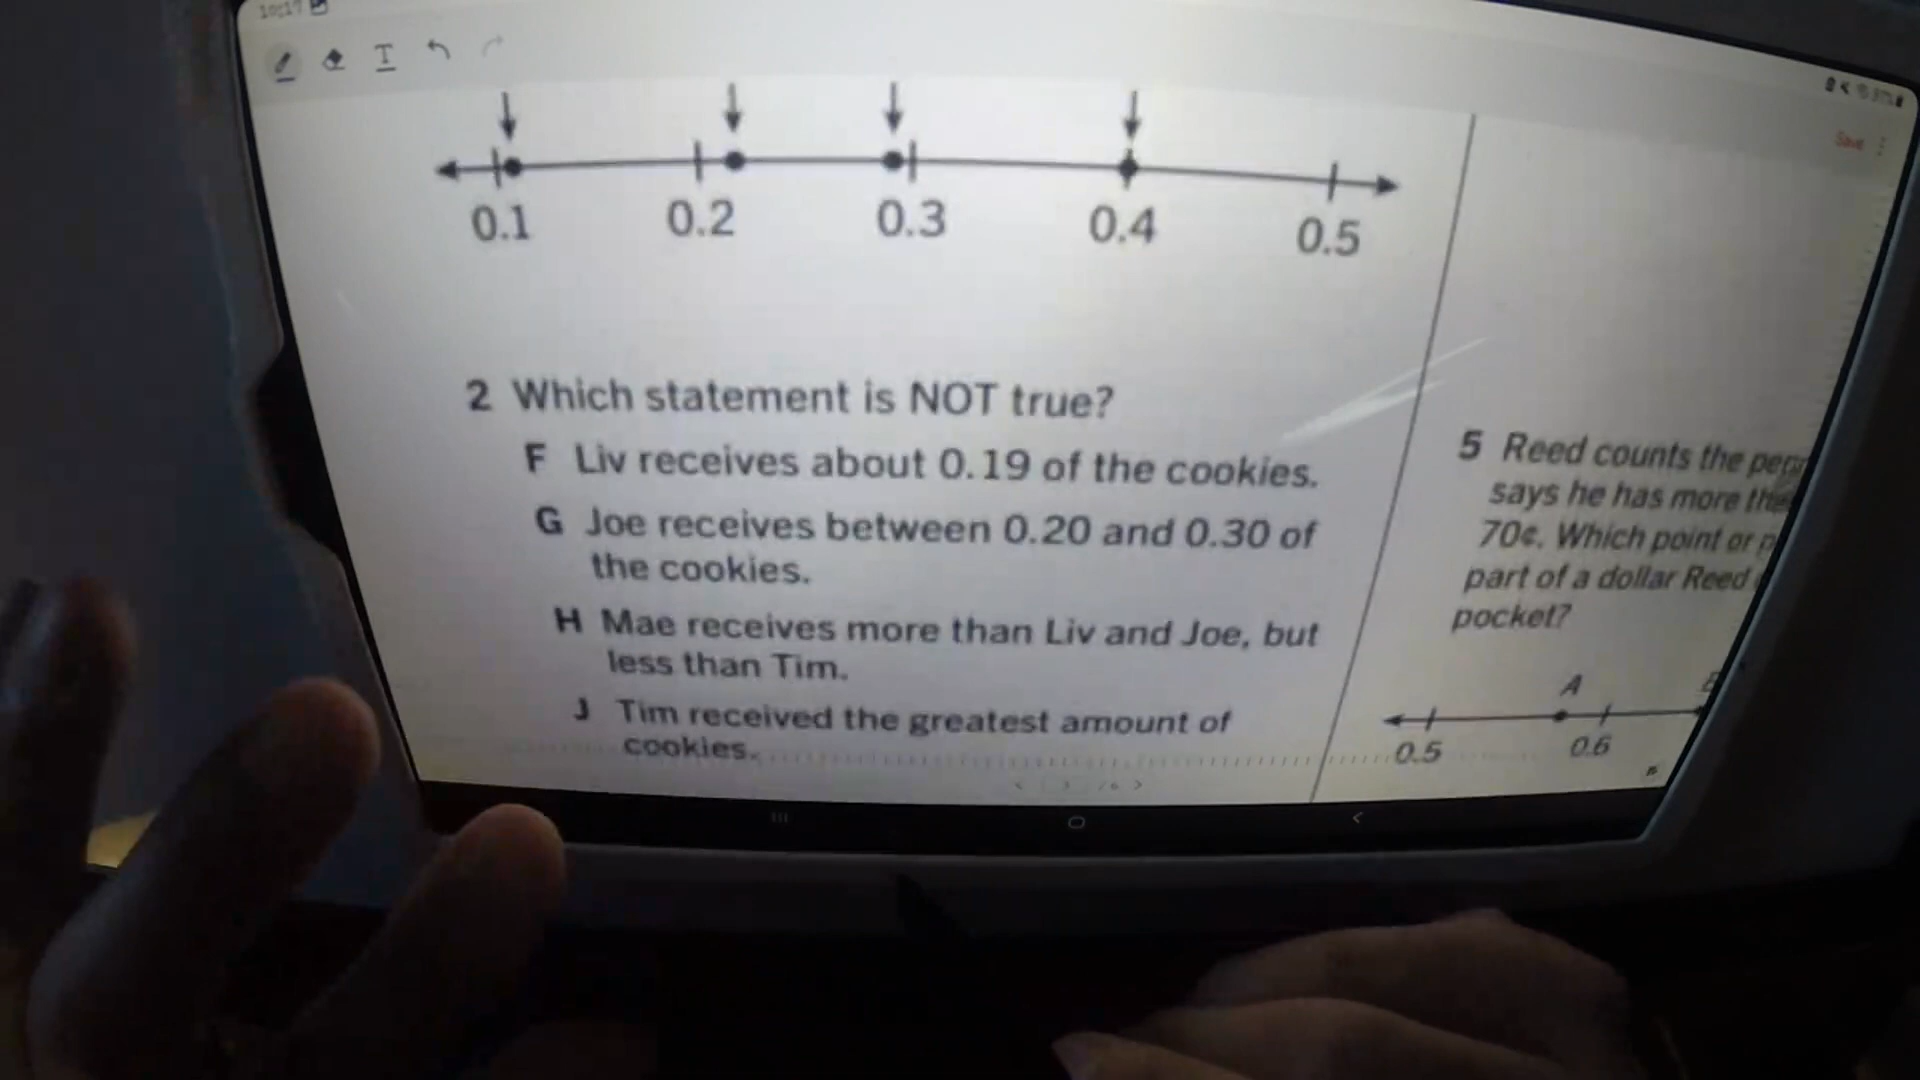 10:17
T
Save
0.1 0.2 0.3 0.4 0.5
2 Which statement is NOT true?
F Liv receives about 0.19 of the cookies.
G Joe receives between 0.20 and 0.30 of
the cookies.
H Mae receives more than Liv and Joe, but
less than Tim.
J Tim received the greatest amount of
cookies.
5 Reed counts the
says he has more
70¢. Which point or
part of a dollar Reed
pocket?
A
0.5 0.6